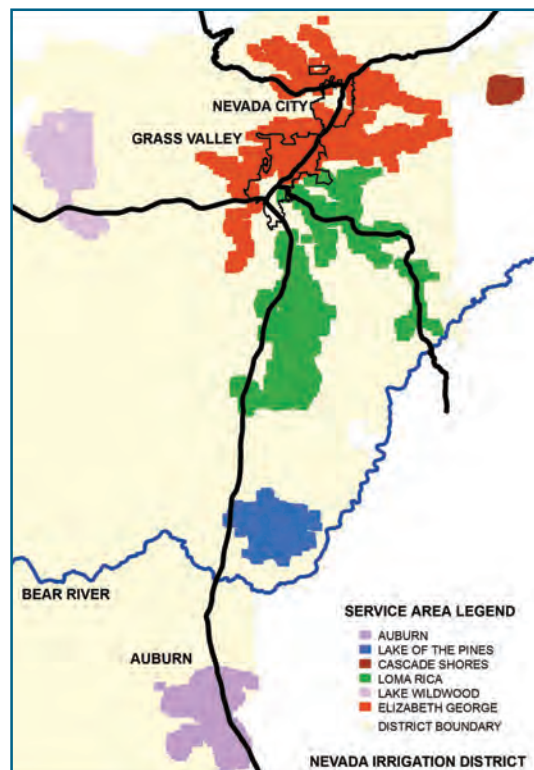 NEVADA CITY
GRASS VALLEY
BEAR RIVER
AUBURN
SERVICE AREA LEGEND
AUBURN
LAKE OF THE PINES
CASCADE SHORES
LOMA RICA
LAKE WILDWOOD
ELIZABETH GEORGE
DISTRICT BOUNDARY
NEVADA IRRIGATION DISTRICT